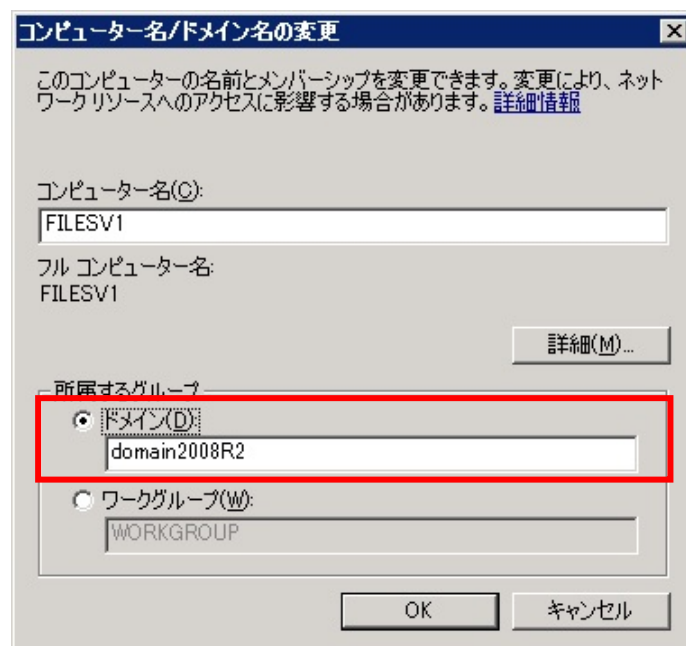 コンピューター名/ドメイン名の変更
このコンピューターの名前とメンバーシップを変更できます。変更により、ネット
ワーク リソースへのアクセスに影響する場合があります。詳細情報
コンピューター名(C):
FILESV1
フル コンピューター名:
FILESV1
詳細(M)...
所属するグループ
ドメイン(D):
domain2008R2
ワークグループ(W):
WORKGROUP
OK キャンセル